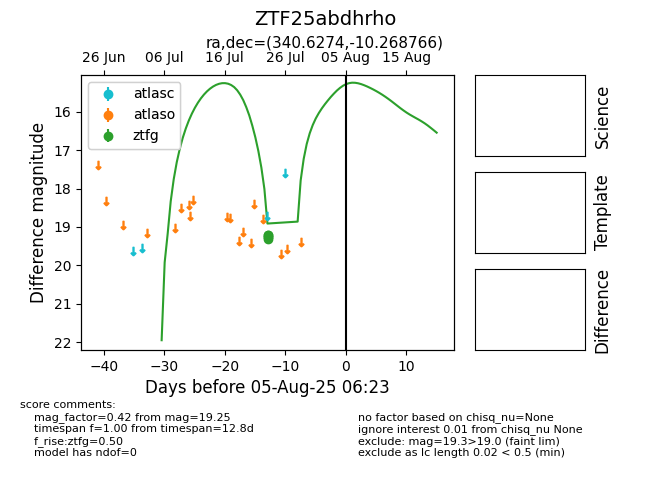 ZTF25abdhrho
ra,dec=(340.6274,-10.268766)
26 Jun 06 Jul 16 Jul 26 Jul 05 Aug 15 Aug
atlasc
atlaso
ztfg
16
17
18
19
20
21
22
Difference magnitude
−40 −30 −20 −10 0 10
Days before 05-Aug-25 06:23
Science
Template
Difference
score comments:
mag_factor=0.42 from mag=19.25
timespan f=1.00 from timespan=12.8d
f_rise:ztfg=0.50
model has ndof=0
no factor based on chisq_nu=None
ignore interest 0.01 from chisq_nu None
exclude: mag=19.3>19.0 (faint lim)
exclude as lc length 0.02 < 0.5 (min)